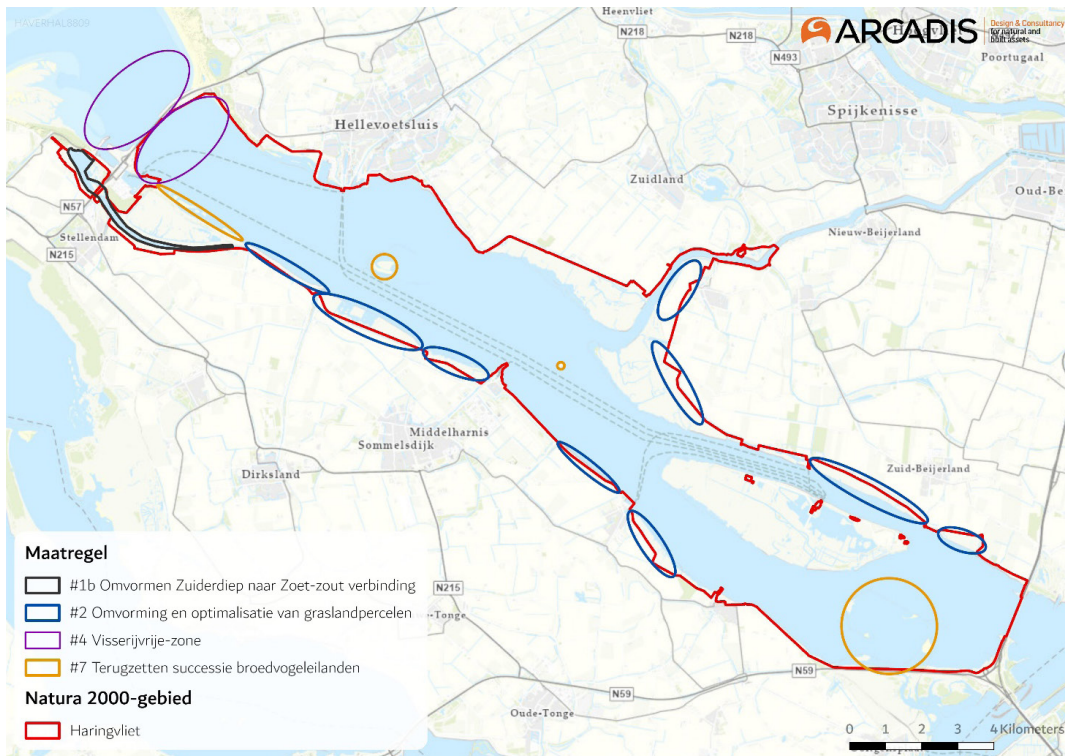 HAVERHAL8809
Heenvliet
N218
N218
ARCADIS
Design & Consultancy
for natural and
built assets
Portugaal
N493
Spijkenisse
Hellevoetsluis
Zuidland
Oud-Be
N57
Stellendam
N215
Nieuw-Beijerland
Middelharnis
Sommelsdijk
Dirksland
Zuid-Beijerland
Maatregel
#1b Omvormen Zuiderdiep naar Zoet-zout verbinding
#2 Omvorming en optimalisatie van graslandpercelen
#4 Visserijvrije-zone
#7 Terugzetten successie broedvogeleilanden
Natura 2000-gebied
Haringvliet
N215
-Tonge
N59
N59
Oude-Tonge
0 1 2 3 4 Kilometers